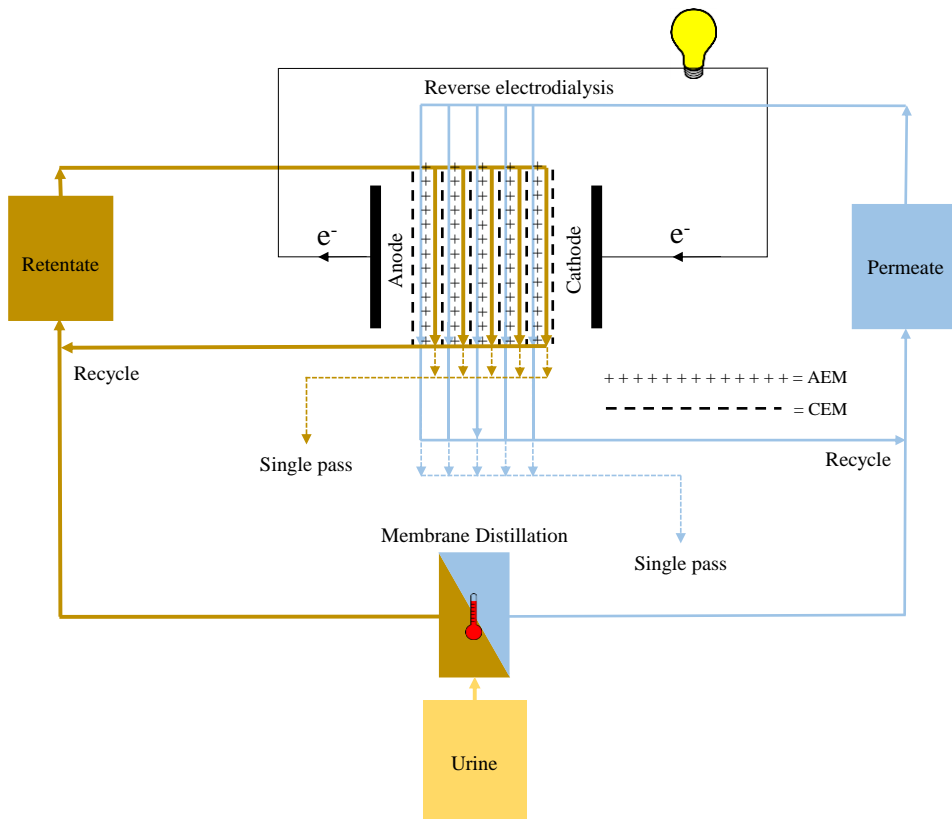 Reverse electrodialysis
e-
e-
Anode
Cathode
Retentate
Permeate
Recycle
+ + + + + + + + + + + + + = AEM
= CEM
Single pass
Recycle
Membrane Distillation
Single pass
Urine